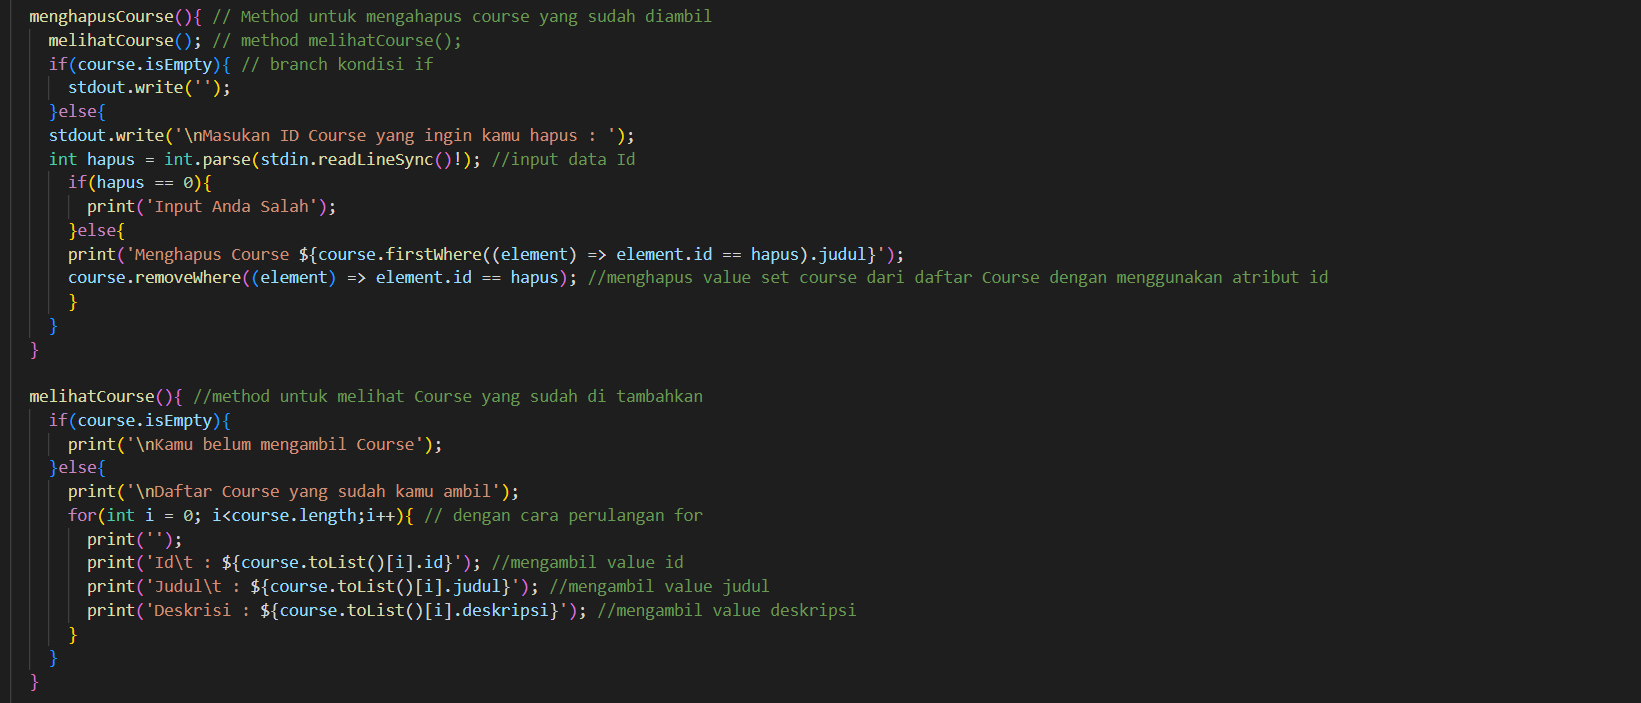 menghapusCourse(){ // Method untuk mengahapus course yang sudah diambil
  melihatCourse(); // method melihatCourse();
  if(course.isEmpty){ // branch kondisi if
    stdout.write('');
  }else{
  stdout.write('\nMasukan ID Course yang ingin kamu hapus : ');
  int hapus = int.parse(stdin.readLineSync()!); //input data Id
    if(hapus == 0){
      print('Input Anda Salah');
    }else{
    print('Menghapus Course ${course.firstWhere((element) => element.id == hapus).judul}');
    course.removeWhere((element) => element.id == hapus); //menghapus value set course dari daftar Course dengan menggunakan atribut id
    }
  }
}
melihatCourse(){ //method untuk melihat Course yang sudah di tambahkan
  if(course.isEmpty){
    print('\nKamu belum mengambil Course');
  }else{
    print('\nDaftar Course yang sudah kamu ambil');
    for(int i = 0; i<course.length;i++){ // dengan cara perulangan for
      print('');
      print('Id\t : ${course.toList()[i].id}'); //mengambil value id
      print('Judul\t : ${course.toList()[i].judul}'); //mengambil value judul
      print('Deskrisi : ${course.toList()[i].deskripsi}'); //mengambil value deskripsi
    }
  }
}